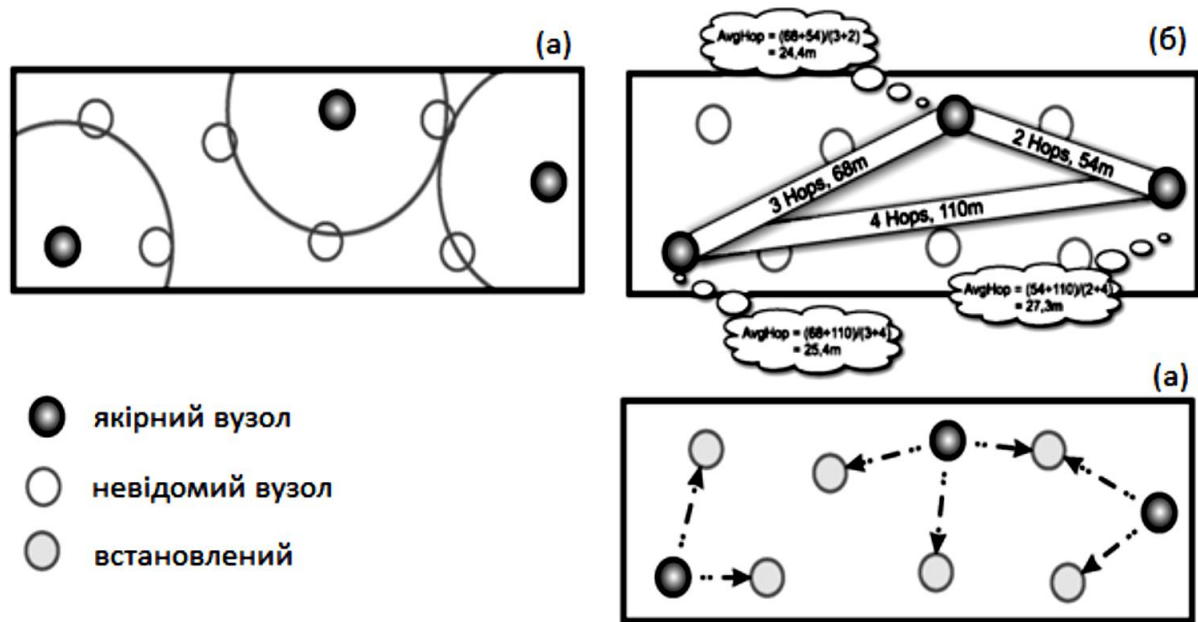 (а)
(б)
AvgHop = (68+54)/(3+2)
= 24,4m
3 Hops, 68m
2 Hops, 54m
4 Hops, 110m
AvgHop = (54+110)/(2+4)
= 27,3m
AvgHop = (68+110)/(3+4)
= 25,4m
(а)
якірний вузол
невідомий вузол
встановлений